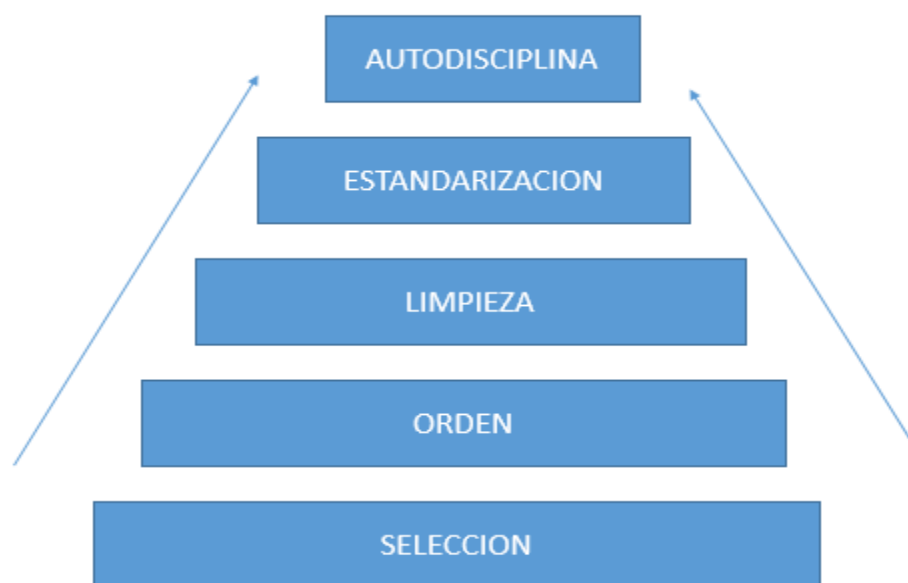 AUTODISCIPLINA
ESTANDARIZACION
LIMPIEZA
ORDEN
SELECCION